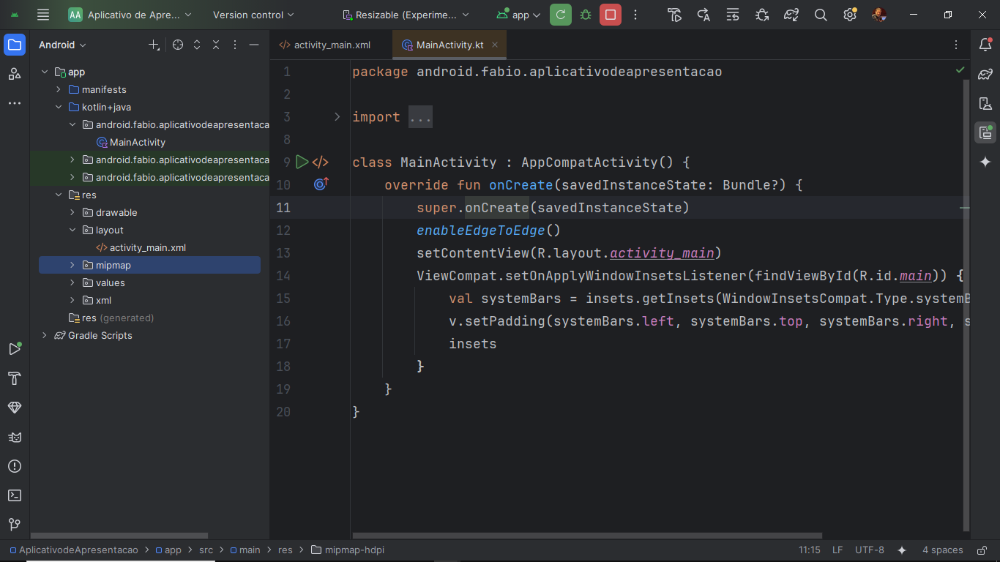 AA Aplicativo de Apre... Version control Resizable (Experime... app
Android
activity_main.xml MainActivity.kt
app
manifests
kotlin+java
android.fabio.aplicativodeapresentaca
MainActivity
android.fabio.aplicativodeapresentaca
android.fabio.aplicativodeapresentaca
res
drawable
layout
activity_main.xml
mipmap
values
xml
res (generated)
Gradle Scripts
1 package android.fabio.aplicativodeapresentacao
2
3 import ...
8
9 class MainActivity : AppCompatActivity() {
10 override fun onCreate(savedInstanceState: Bundle?) {
11 super.onCreate(savedInstanceState)
12 enableEdgeToEdge()
13 setContentView(R.layout.activity_main)
14 ViewCompat.setOnApplyWindowInsetsListener(findViewById(R.id.main)) {
15 val systemBars = insets.getInsets(WindowInsetsCompat.Type.systemB
16 v.setPadding(systemBars.left, systemBars.top, systemBars.right, s
17 insets
18 }
19 }
20 }
AplicativodeApresentacao > app > src > main > res > mipmap-hdpi 11:15 LF UTF-8 4 spaces